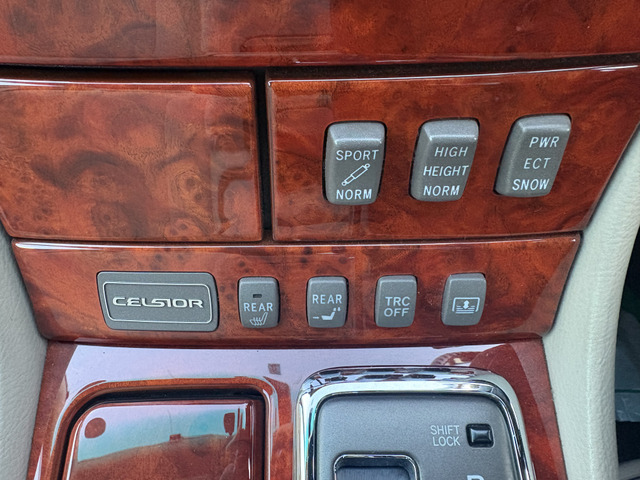 SPORT
NORM
HIGH
HEIGHT
NORM
PWR
ECT
SNOW
CELSIOR
REAR
REAR
TRC
OFF
SHIFT
LOCK